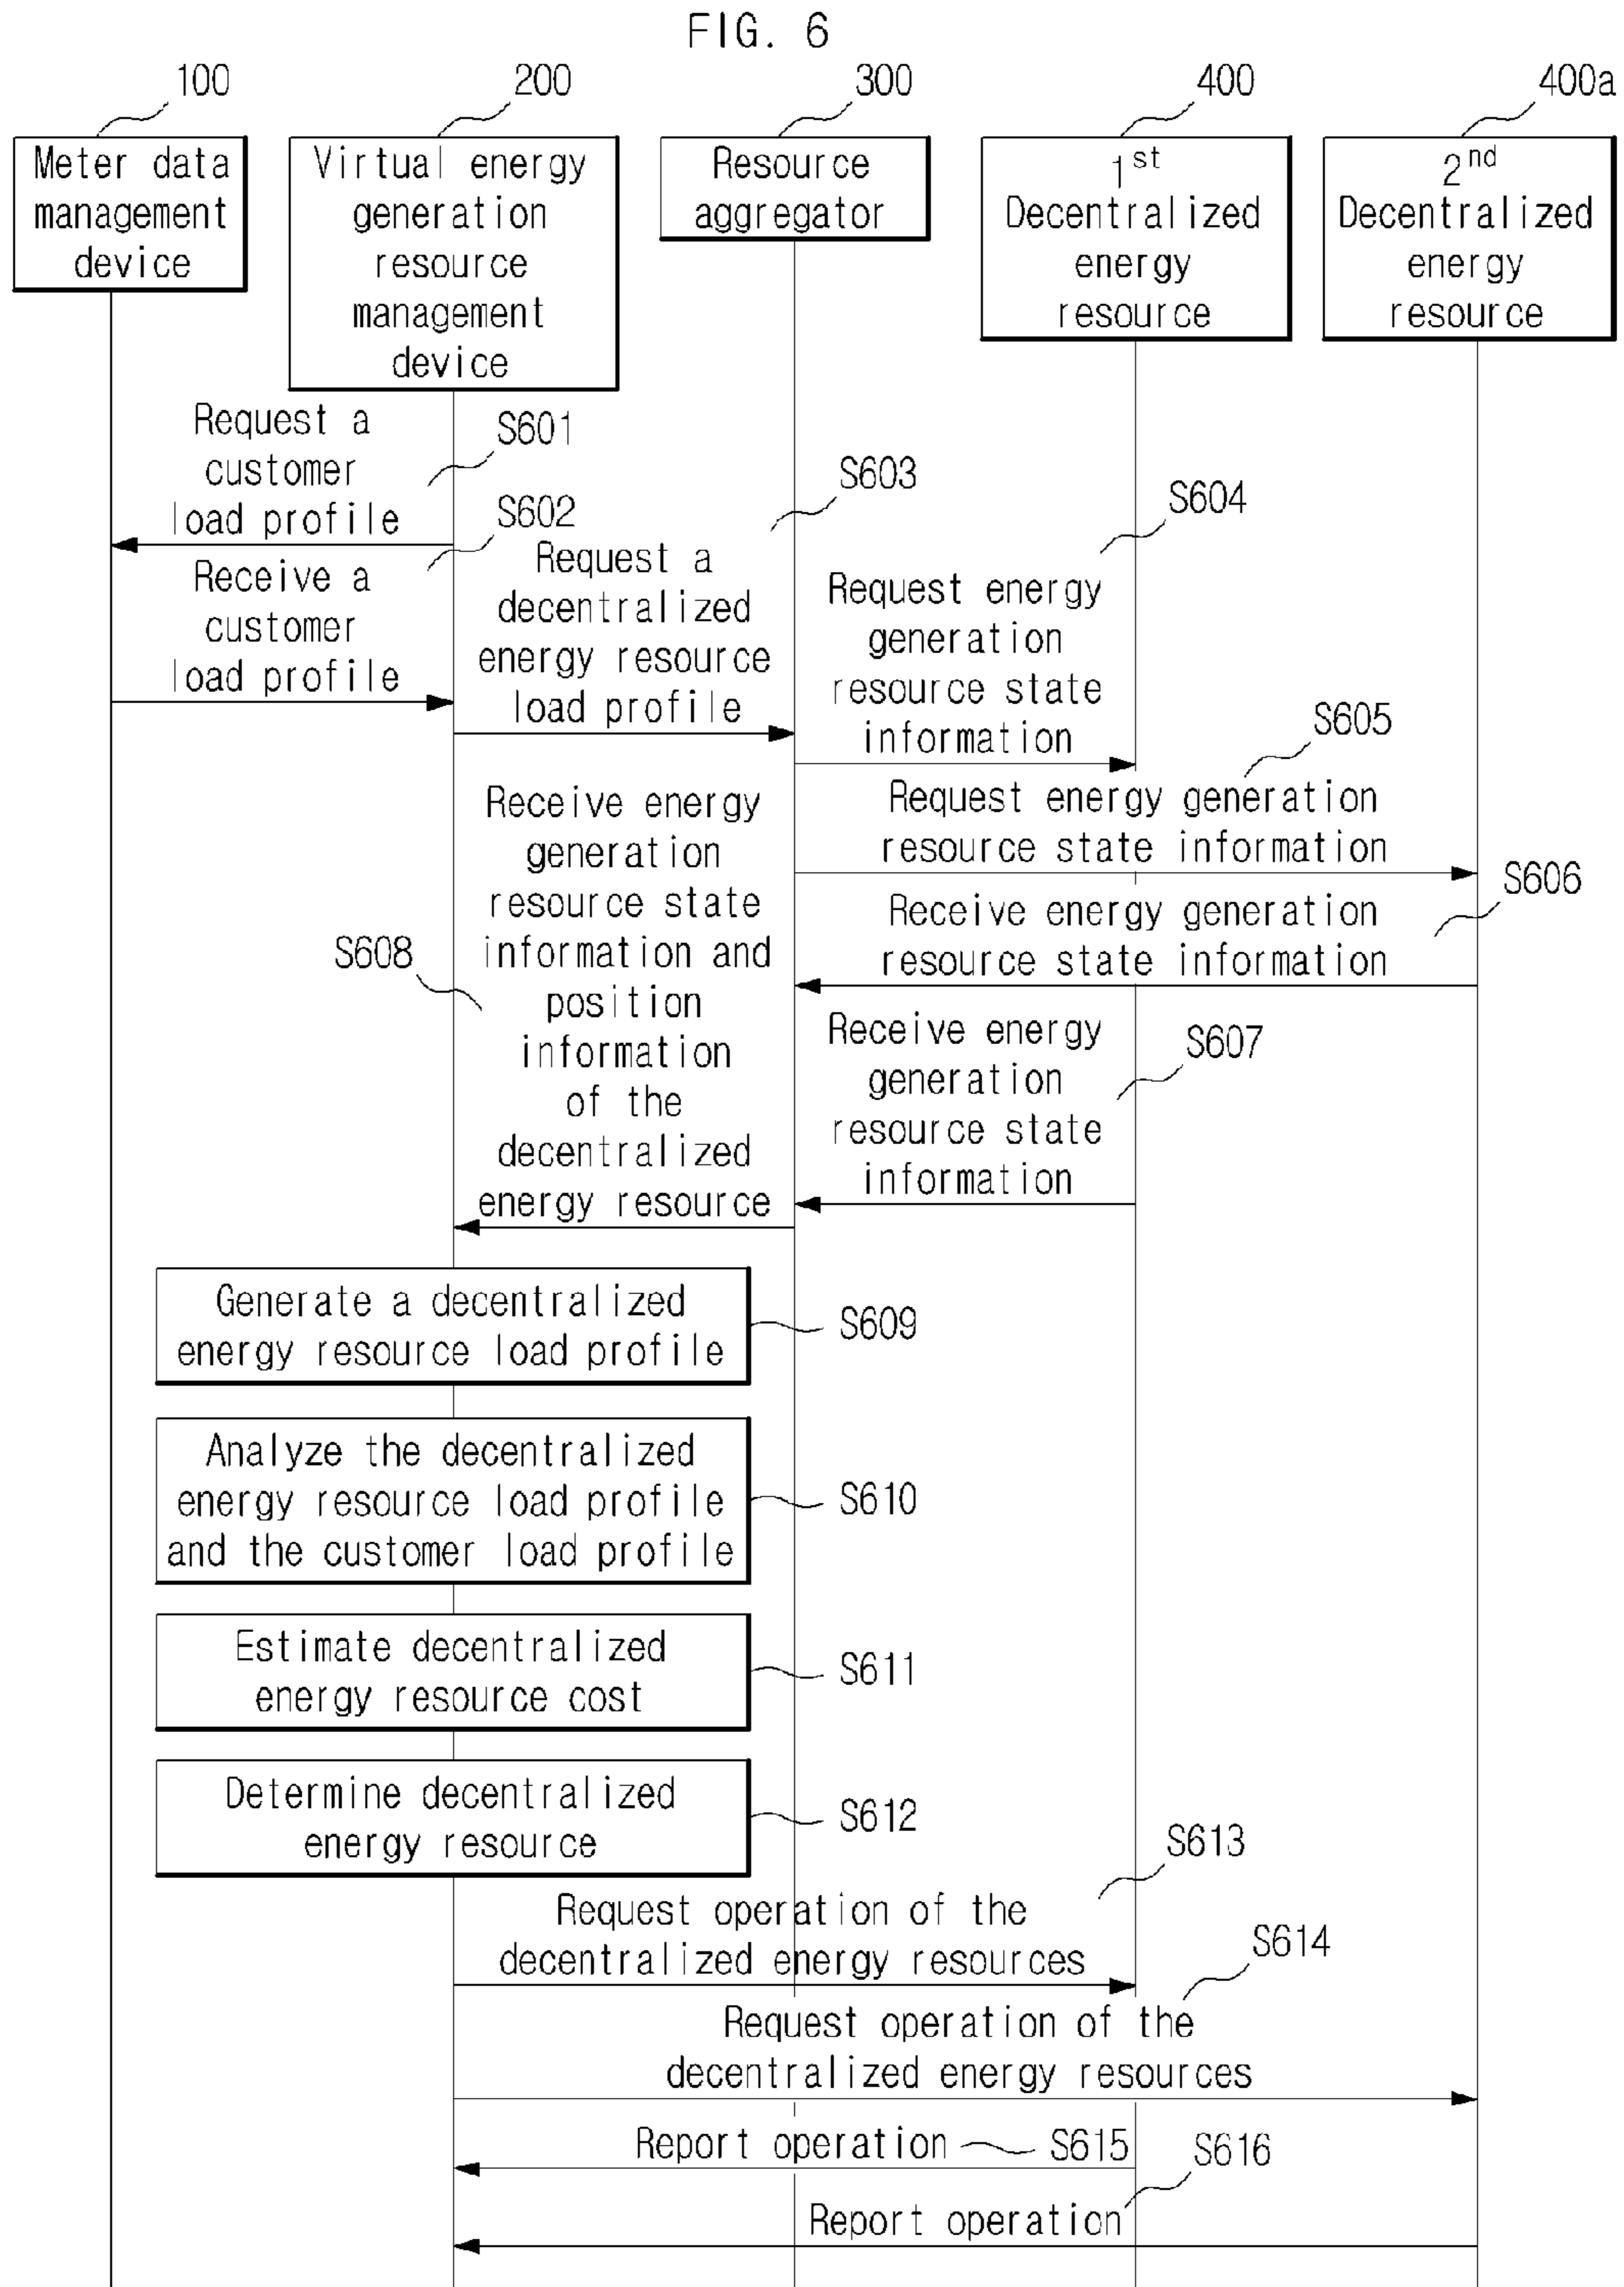 FIG. 6
100
200
300
400
400a
Meter data
management
device
Virtual energy
generation
resource
management
device
Resource
aggregator
1st
Decentralized
energy
resource
2nd
Decentralized
energy
resource
Request a
customer
load profile
S601
Receive a
customer
load profile
S602
S603
Request a
decentralized
energy resource
load profile
S604
Request energy
generation
resource state
information
S605
Request energy generation
resource state information
S606
Receive energy generation
resource state information
S607
Receive energy
generation
resource state
information
S608
Receive energy
generation
resource state
information and
position
information
of the
decentralized
energy resource
Generate a decentralized
energy resource load profile
S609
Analyze the decentralized
energy resource load profile
and the customer load profile
S610
Estimate decentralized
energy resource cost
S611
Determine decentralized
energy resource
S612
S613
Request operation of the
decentralized energy resources
S614
Request operation of the
decentralized energy resources
Report operation
S615
S616
Report operation